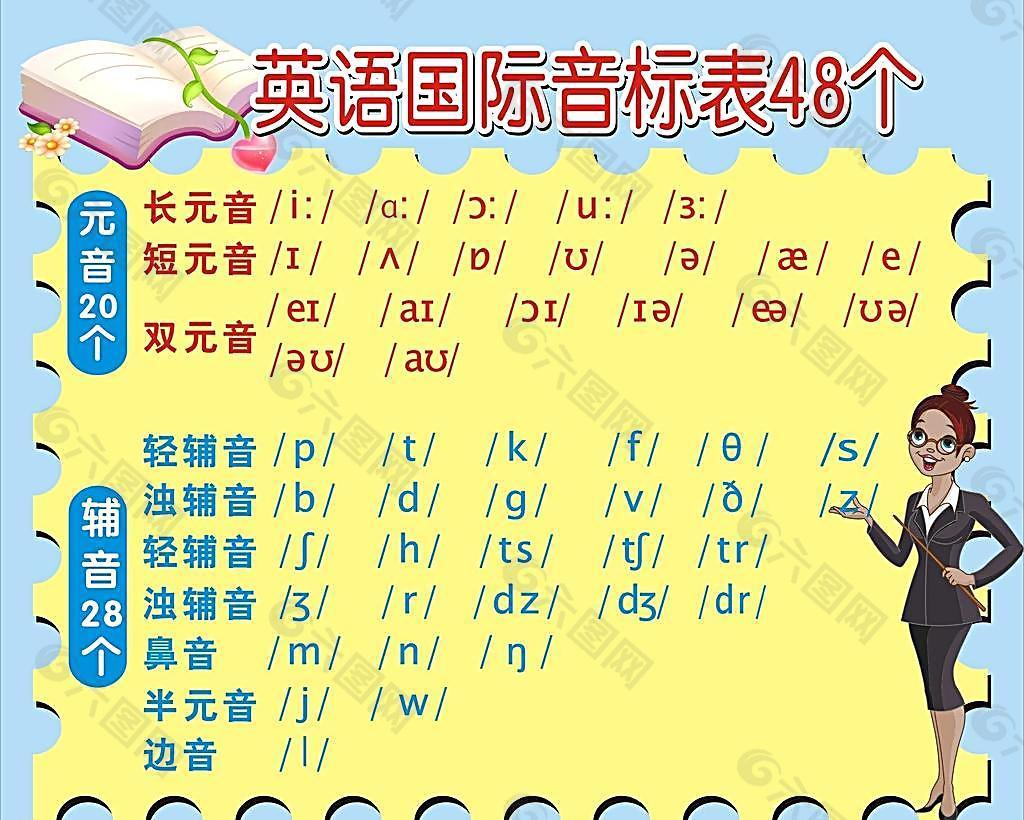 英语国际音标表48个
元音20个
长元音 /iː/ /ɑː/ /ɔː/ /uː/ /ɜː/
短元音 /ɪ/ /ʌ/ /ɒ/ /ʊ/ /ə/ /æ/ /e/
双元音 /eɪ/ /aɪ/ /ɔɪ/ /ɪə/ /eə/ /ʊə/
/əʊ/ /aʊ/
辅音28个
轻辅音 /p/ /t/ /k/ /f/ /θ/ /s/
浊辅音 /b/ /d/ /g/ /v/ /ð/ /z/
轻辅音 /ʃ/ /h/ /ts/ /tʃ/ /tr/
浊辅音 /ʒ/ /r/ /dz/ /dʒ/ /dr/
鼻音 /m/ /n/ /ŋ/
半元音 /j/ /w/
边音 /l/
六图网